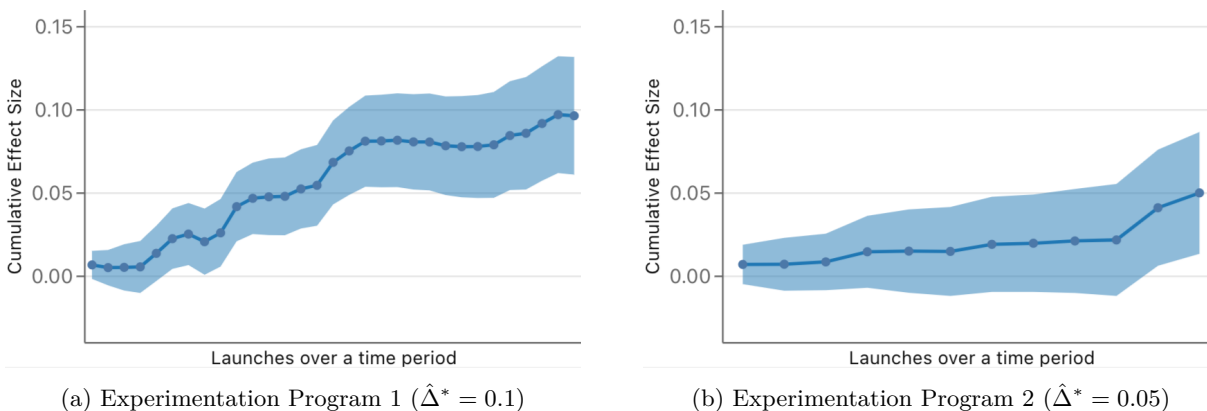 0.15
0.10
0.05
0.00
Cumulative Effect Size
Launches over a time period
(a) Experimentation Program 1 (Δ̂* = 0.1)
0.15
0.10
0.05
0.00
Cumulative Effect Size
Launches over a time period
(b) Experimentation Program 2 (Δ̂* = 0.05)